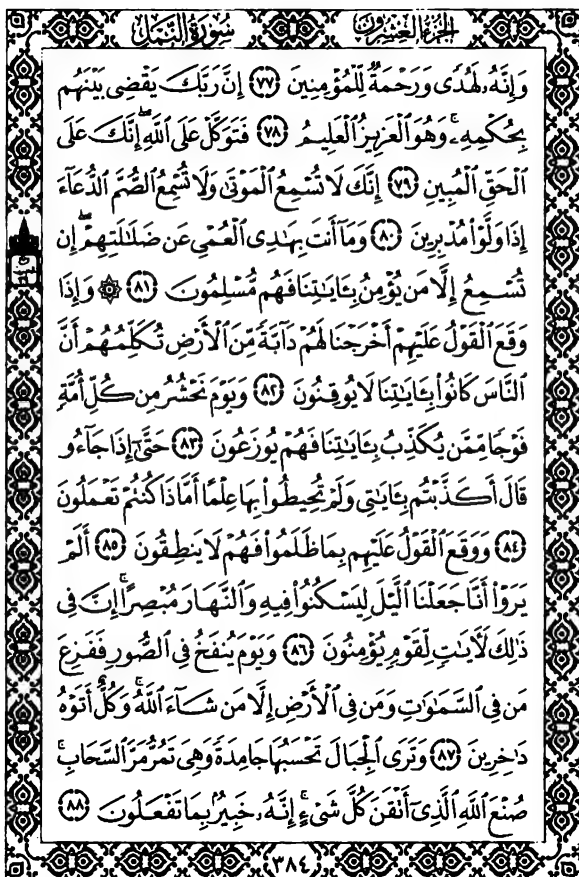 الجزء العشرون سورة النمل
وَإِنَّهُۥ لَهُدًى وَرَحْمَةٌ لِّلْمُؤْمِنِينَ ٧٧ إِنَّ رَبَّكَ يَقْضِى بَيْنَهُم
بِحُكْمِهِۦۚ وَهُوَ ٱلْعَزِيزُ ٱلْعَلِيمُ ٧٨ فَتَوَكَّلْ عَلَى ٱللَّهِۖ إِنَّكَ عَلَى
ٱلْحَقِّ ٱلْمُبِينِ ٧٩ إِنَّكَ لَا تُسْمِعُ ٱلْمَوْتَىٰ وَلَا تُسْمِعُ ٱلصُّمَّ ٱلدُّعَآءَ
إِذَا وَلَّوْا۟ مُدْبِرِينَ ٨٠ وَمَآ أَنتَ بِهَٰدِى ٱلْعُمْىِ عَن ضَلَٰلَتِهِمْۖ إِن
تُسْمِعُ إِلَّا مَن يُؤْمِنُ بِـَٔايَٰتِنَا فَهُم مُّسْلِمُونَ ٨١ ۞ وَإِذَا
وَقَعَ ٱلْقَوْلُ عَلَيْهِمْ أَخْرَجْنَا لَهُمْ دَآبَّةً مِّنَ ٱلْأَرْضِ تُكَلِّمُهُمْ أَنَّ
ٱلنَّاسَ كَانُوا۟ بِـَٔايَٰتِنَا لَا يُوقِنُونَ ٨٢ وَيَوْمَ نَحْشُرُ مِن كُلِّ أُمَّةٍ
فَوْجًا مِّمَّن يُكَذِّبُ بِـَٔايَٰتِنَا فَهُمْ يُوزَعُونَ ٨٣ حَتَّىٰٓ إِذَا جَآءُو
قَالَ أَكَذَّبْتُم بِـَٔايَٰتِى وَلَمْ تُحِيطُوا۟ بِهَا عِلْمًا أَمَّاذَا كُنتُمْ تَعْمَلُونَ
٨٤ وَوَقَعَ ٱلْقَوْلُ عَلَيْهِم بِمَا ظَلَمُوا۟ فَهُمْ لَا يَنطِقُونَ ٨٥ أَلَمْ
يَرَوْا۟ أَنَّا جَعَلْنَا ٱلَّيْلَ لِيَسْكُنُوا۟ فِيهِ وَٱلنَّهَارَ مُبْصِرًاۚ إِنَّ فِى
ذَٰلِكَ لَـَٔايَٰتٍ لِّقَوْمٍ يُؤْمِنُونَ ٨٦ وَيَوْمَ يُنفَخُ فِى ٱلصُّورِ فَفَزِعَ
مَن فِى ٱلسَّمَٰوَٰتِ وَمَن فِى ٱلْأَرْضِ إِلَّا مَن شَآءَ ٱللَّهُۚ وَكُلٌّ أَتَوْهُ
دَٰخِرِينَ ٨٧ وَتَرَى ٱلْجِبَالَ تَحْسَبُهَا جَامِدَةً وَهِىَ تَمُرُّ مَرَّ ٱلسَّحَابِۚ
صُنْعَ ٱللَّهِ ٱلَّذِىٓ أَتْقَنَ كُلَّ شَىْءٍۚ إِنَّهُۥ خَبِيرٌۢ بِمَا تَفْعَلُونَ ٨٨
٣٨٤